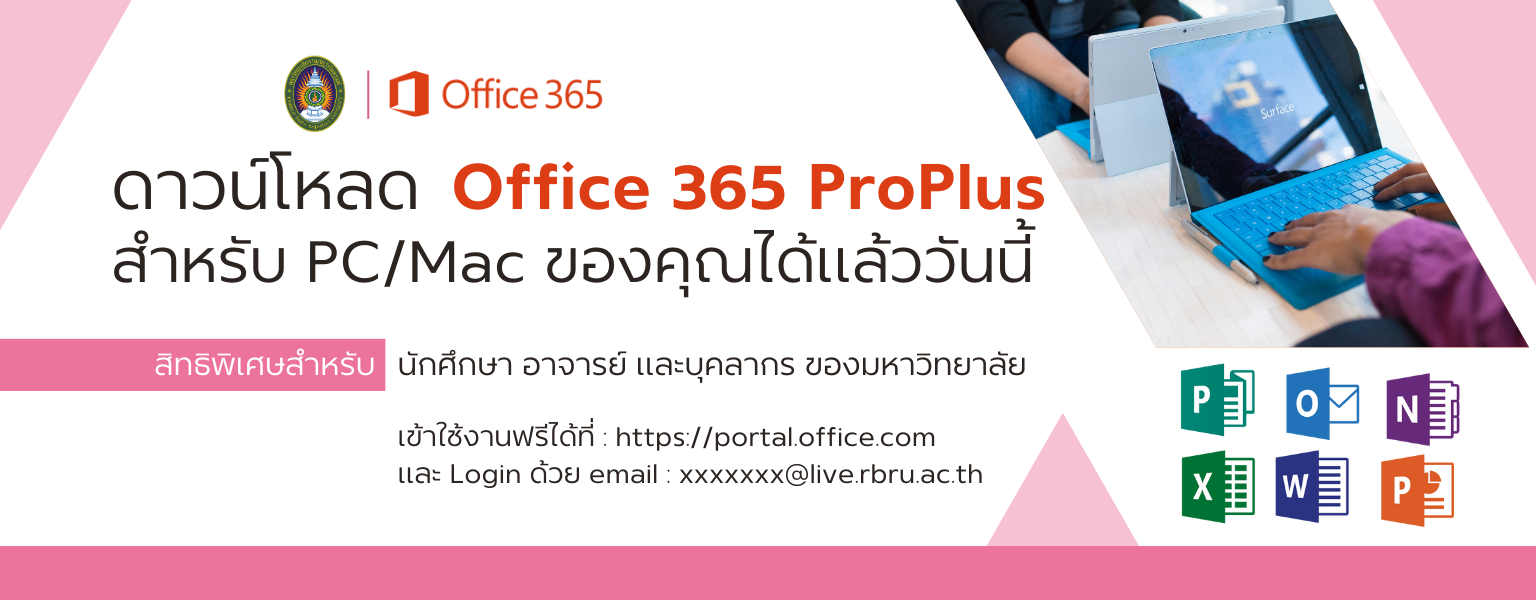 Office 365
ดาวน์โหลด Office 365 ProPlus
สำหรับ PC/Mac ของคุณได้แล้ววันนี้
สิทธิพิเศษสำหรับ นักศึกษา อาจารย์ และบุคลากร ของมหาวิทยาลัย
เข้าใช้งานฟรีได้ที่ : https://portal.office.com
และ Login ด้วย email : xxxxxxx@live.rbru.ac.th
Surface
P O N
X W P